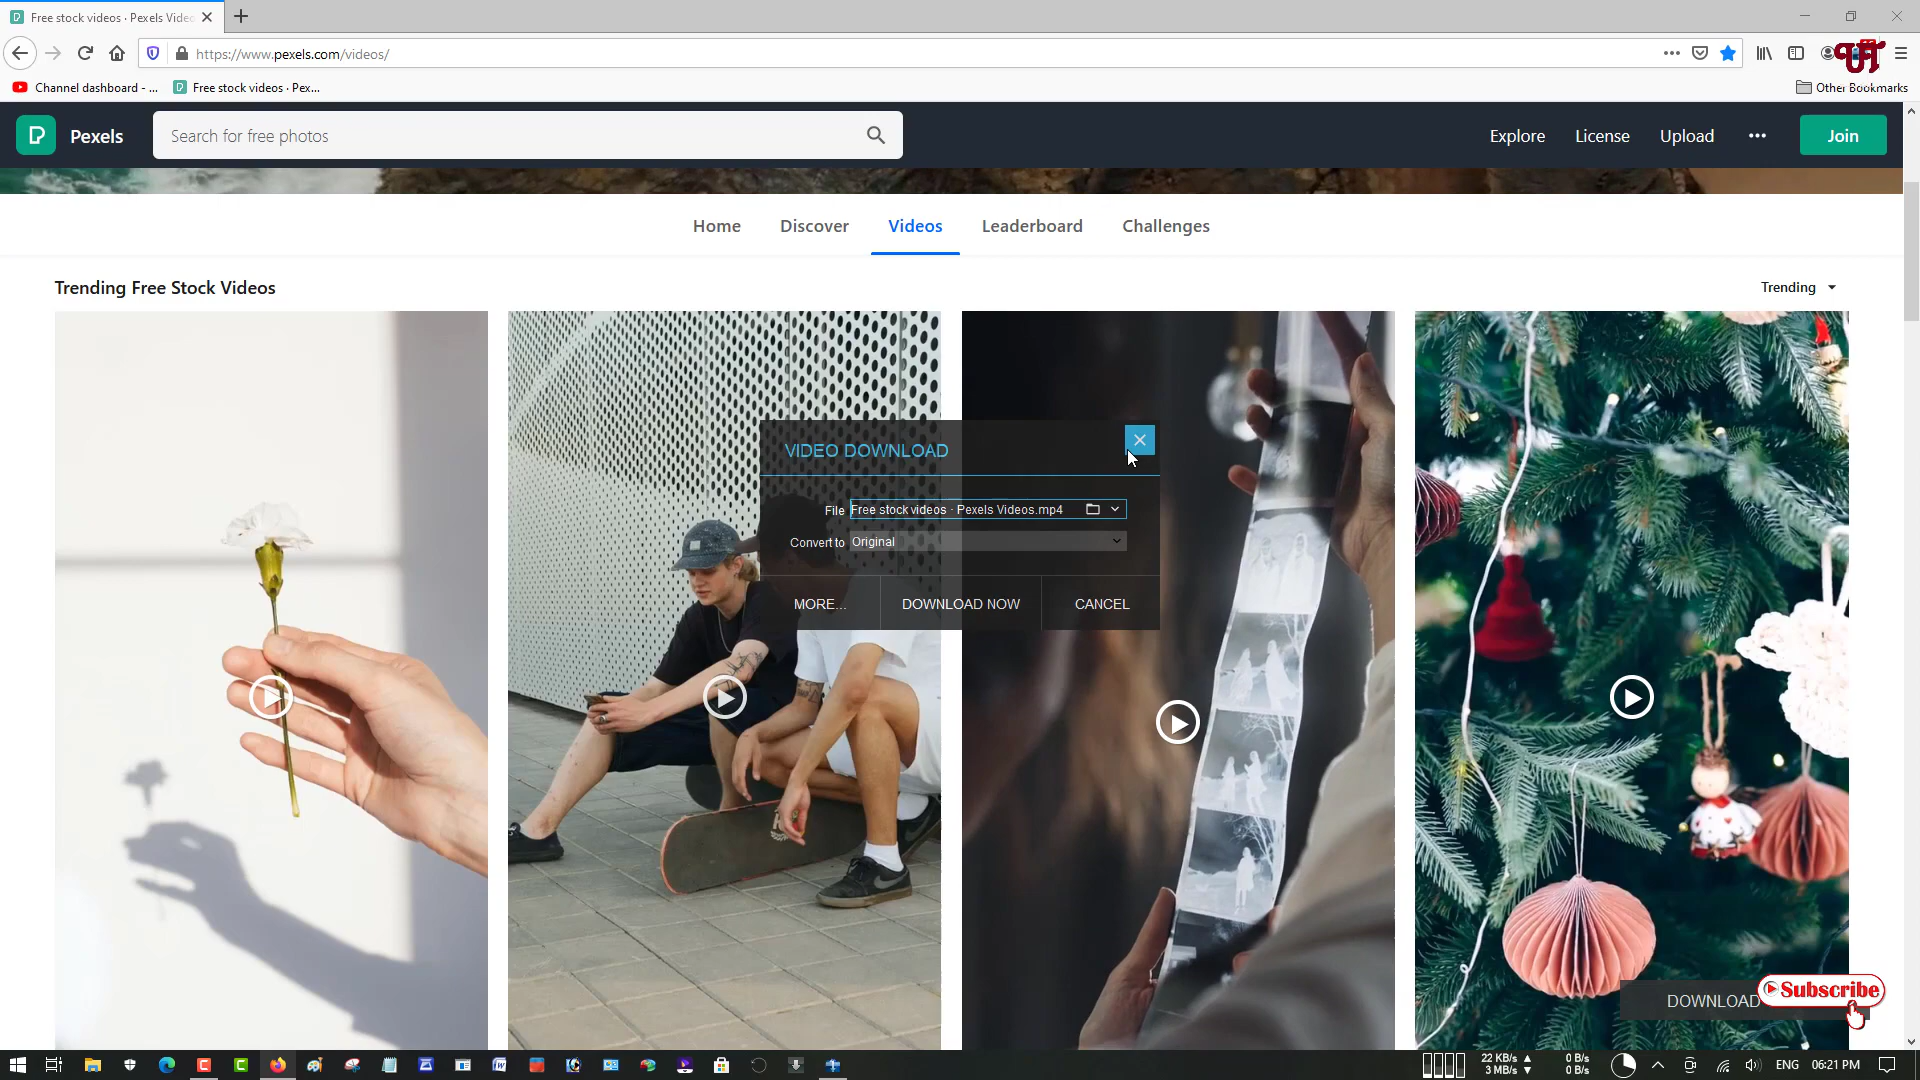 Free stock videos · Pexels Video
https://www.pexels.com/videos/
UT
Channel dashboard - ...
Free stock videos · Pex...
Other Bookmarks
Pexels
Search for free photos
Explore
License
Upload
Join
Home
Discover
Videos
Leaderboard
Challenges
Trending Free Stock Videos
Trending
VIDEO DOWNLOAD
File
Free stock videos · Pexels Videos.mp4
Convert to
Original
MORE...
DOWNLOAD NOW
CANCEL
DOWNLOAD
Subscribe
22 KB/s
3 MB/s
0 B/s
0 B/s
ENG
06:21 PM